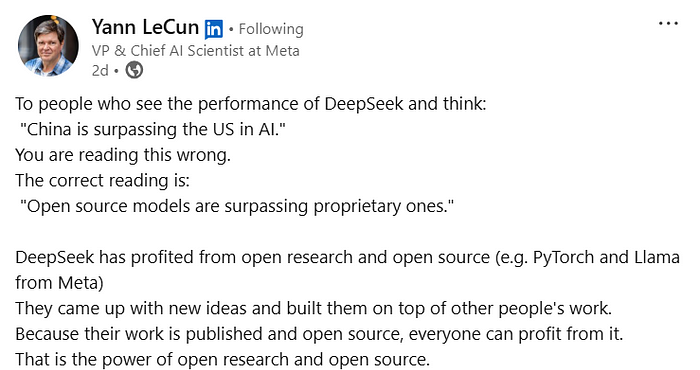 Yann LeCun in • Following
VP & Chief AI Scientist at Meta
2d •
To people who see the performance of DeepSeek and think:
"China is surpassing the US in AI."
You are reading this wrong.
The correct reading is:
"Open source models are surpassing proprietary ones."
DeepSeek has profited from open research and open source (e.g. PyTorch and Llama
from Meta)
They came up with new ideas and built them on top of other people's work.
Because their work is published and open source, everyone can profit from it.
That is the power of open research and open source.